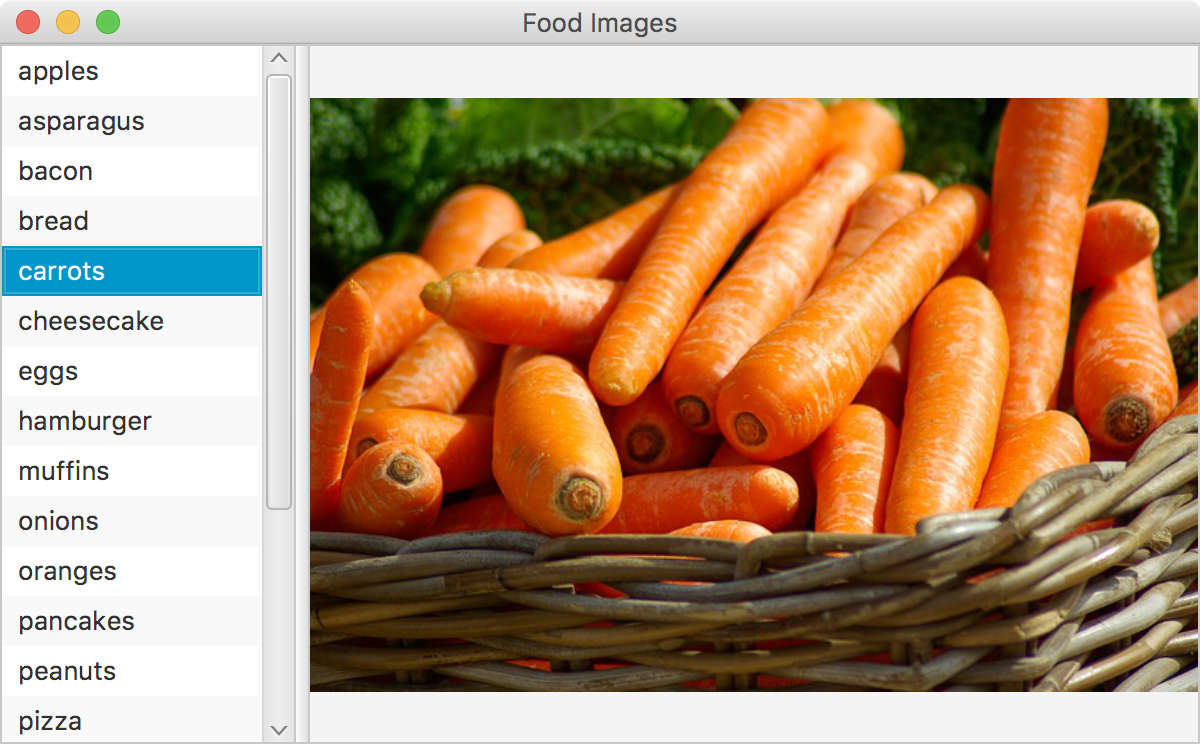 Food Images
apples
asparagus
bacon
bread
carrots
cheesecake
eggs
hamburger
muffins
onions
oranges
pancakes
peanuts
pizza